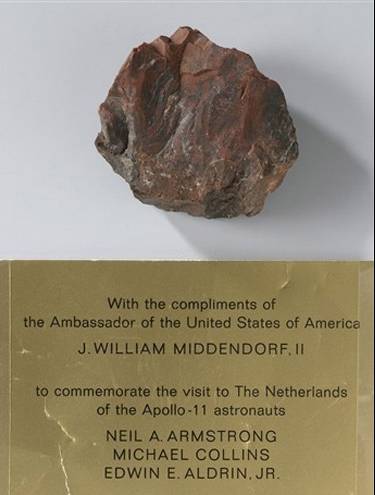 With the compliments of
the Ambassador of the United States of America
J. WILLIAM MIDDENDORF, II
to commemorate the visit to The Netherlands
of the Apollo-11 astronauts
NEIL A. ARMSTRONG
MICHAEL COLLINS
EDWIN E. ALDRIN, JR.